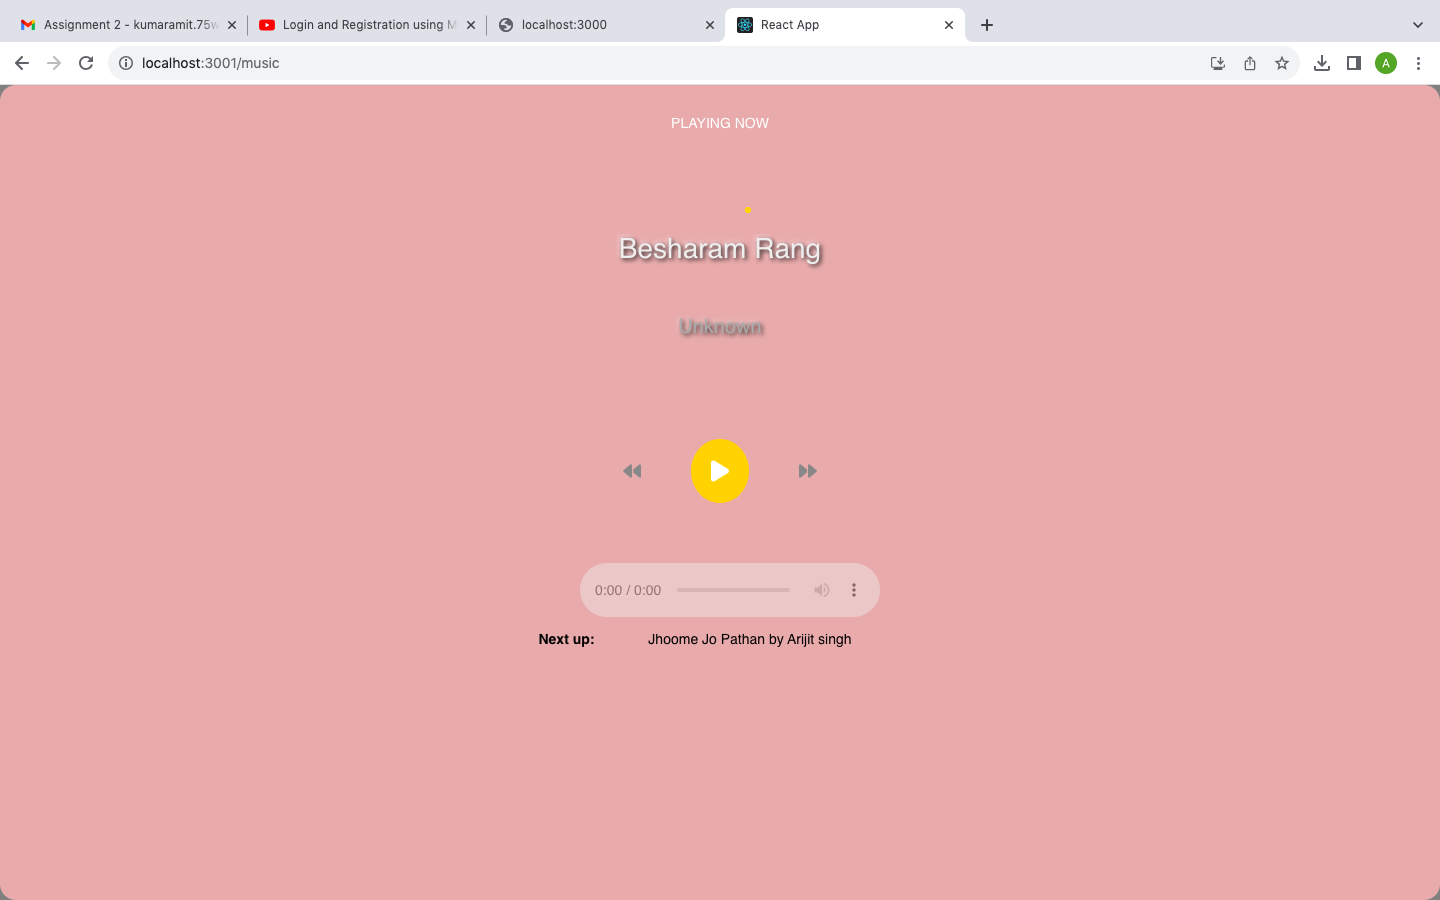 Assignment 2 - kumaramit.75w
Login and Registration using M
localhost:3000
React App
localhost:3001/music
A
PLAYING NOW
Besharam Rang
Unknown
0:00 / 0:00
Next up: Jhoome Jo Pathan by Arijit singh